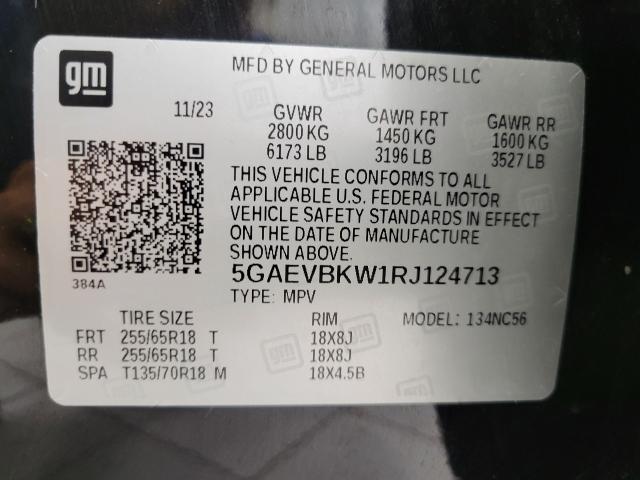 gm
MFD BY GENERAL MOTORS LLC
11/23
GVWR GAWR FRT GAWR RR
2800 KG 1450 KG 1600 KG
6173 LB 3196 LB 3527 LB
THIS VEHICLE CONFORMS TO ALL
APPLICABLE U.S. FEDERAL MOTOR
VEHICLE SAFETY STANDARDS IN EFFECT
ON THE DATE OF MANUFACTURE
SHOWN ABOVE.
384A
5GAEVBKW1RJ124713
TYPE: MPV
TIRE SIZE RIM MODEL: 134NC56
FRT 255/65R18 T 18X8J
RR 255/65R18 T 18X8J
SPA T135/70R18 M 18X4.5B